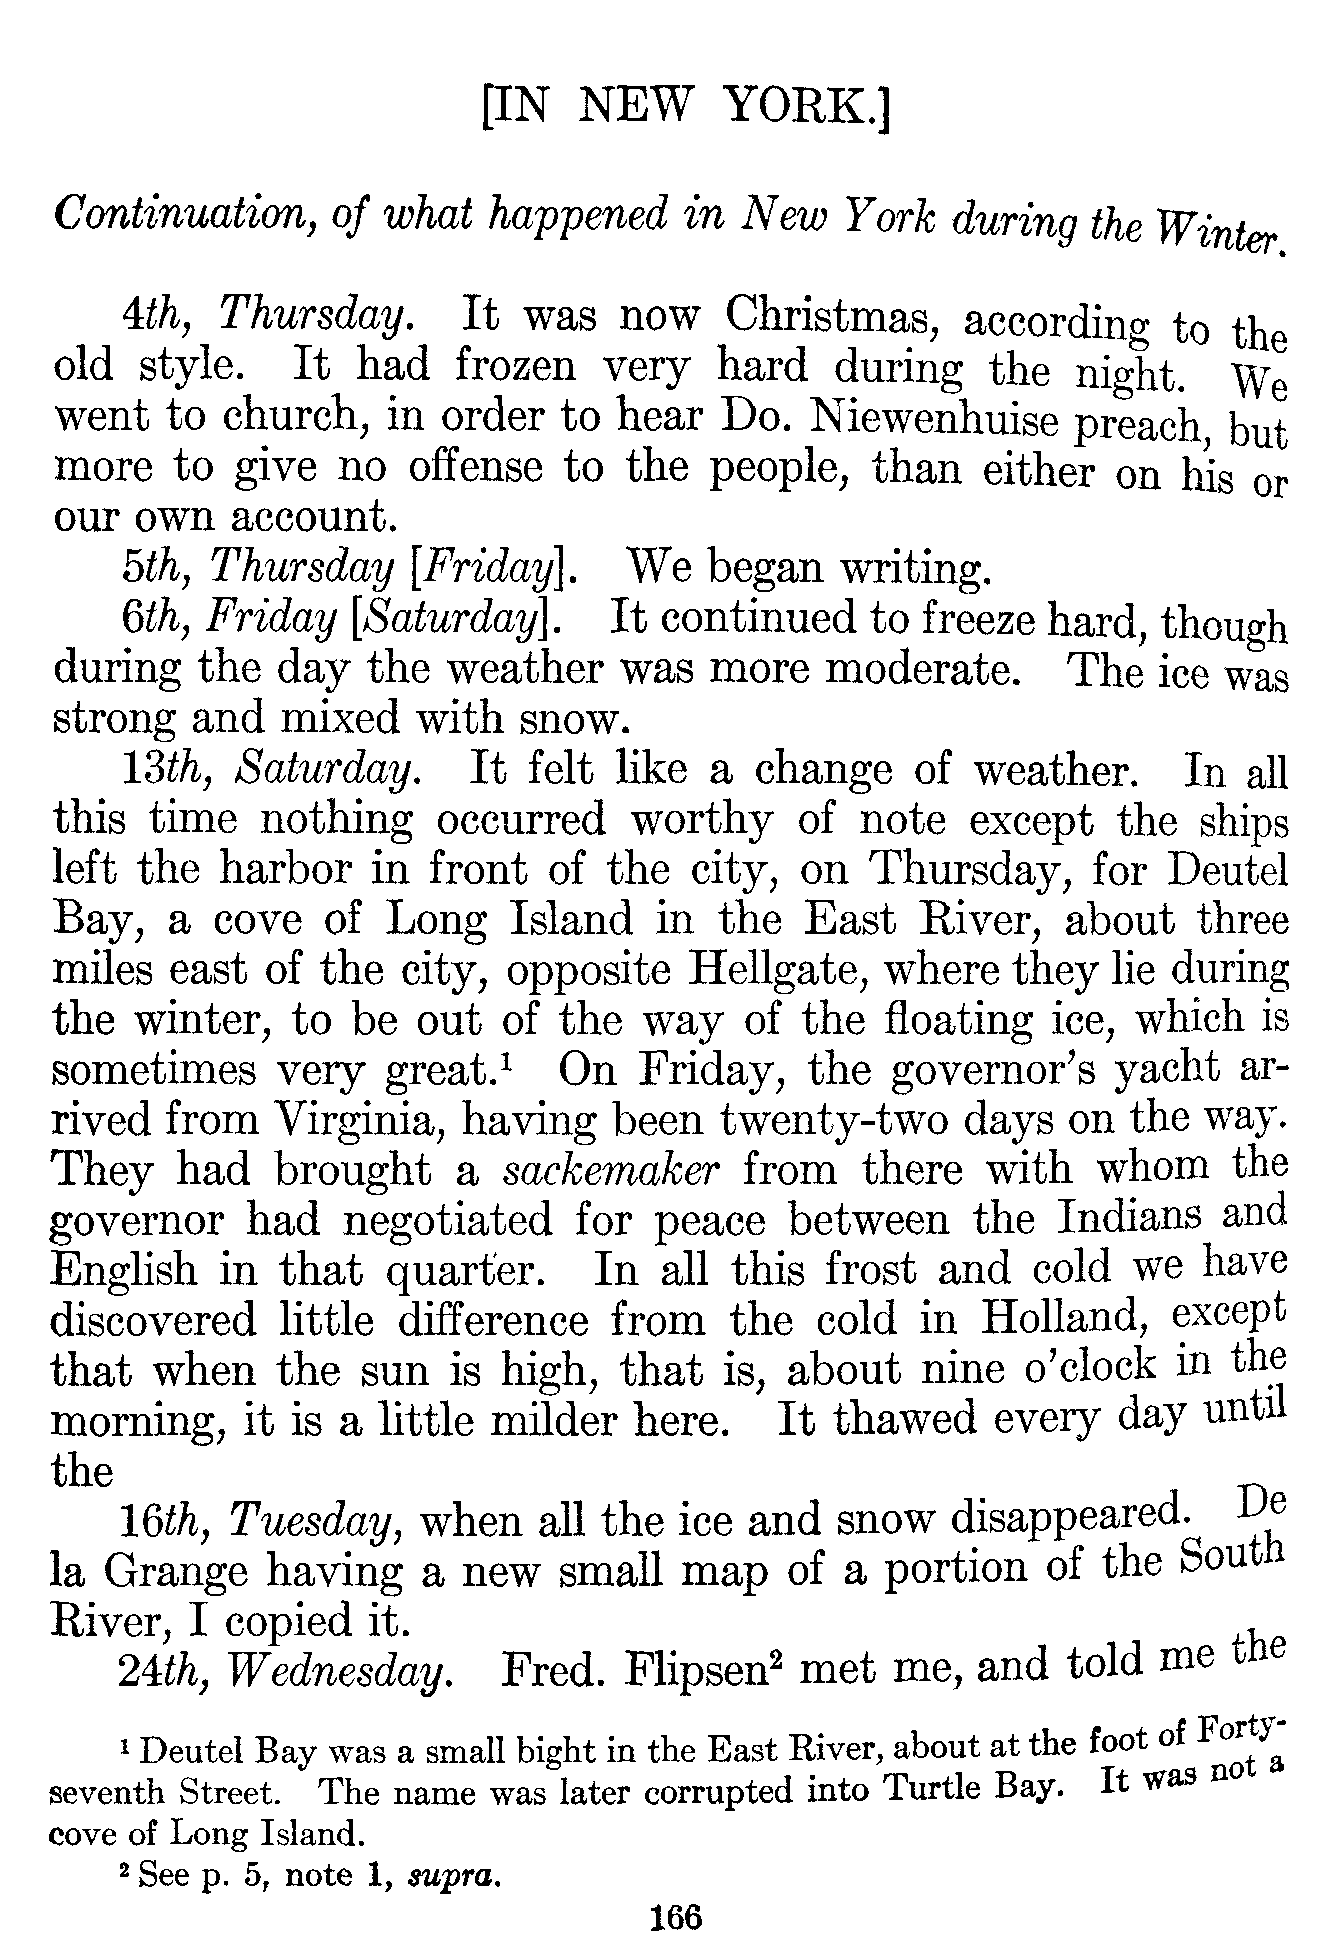 [IN NEW YORK.]
Continuation, of what happened in New York during the Winter.
4th, Thursday. It was now Christmas, according to the
old style. It had frozen very hard during the night. We
went to church, in order to hear Do. Niewenhuise preach, but
more to give no offense to the people, than either on his or
our own account.
5th, Thursday [Friday]. We began writing.
6th, Friday [Saturday]. It continued to freeze hard, though
during the day the weather was more moderate. The ice was
strong and mixed with snow.
13th, Saturday. It felt like a change of weather. In all
this time nothing occurred worthy of note except the ships
left the harbor in front of the city, on Thursday, for Deutel
Bay, a cove of Long Island in the East River, about three
miles east of the city, opposite Hellgate, where they lie during
the winter, to be out of the way of the floating ice, which is
sometimes very great.¹ On Friday, the governor's yacht ar-
rived from Virginia, having been twenty-two days on the way.
They had brought a sackemaker from there with whom the
governor had negotiated for peace between the Indians and
English in that quarter. In all this frost and cold we have
discovered little difference from the cold in Holland, except
that when the sun is high, that is, about nine o'clock in the
morning, it is a little milder here. It thawed every day until
the
16th, Tuesday, when all the ice and snow disappeared. De
la Grange having a new small map of a portion of the South
River, I copied it.
24th, Wednesday. Fred. Flipsen² met me, and told me the
¹ Deutel Bay was a small bight in the East River, about at the foot of Forty-
seventh Street. The name was later corrupted into Turtle Bay. It was not a
cove of Long Island.
² See p. 5, note 1, supra.
166